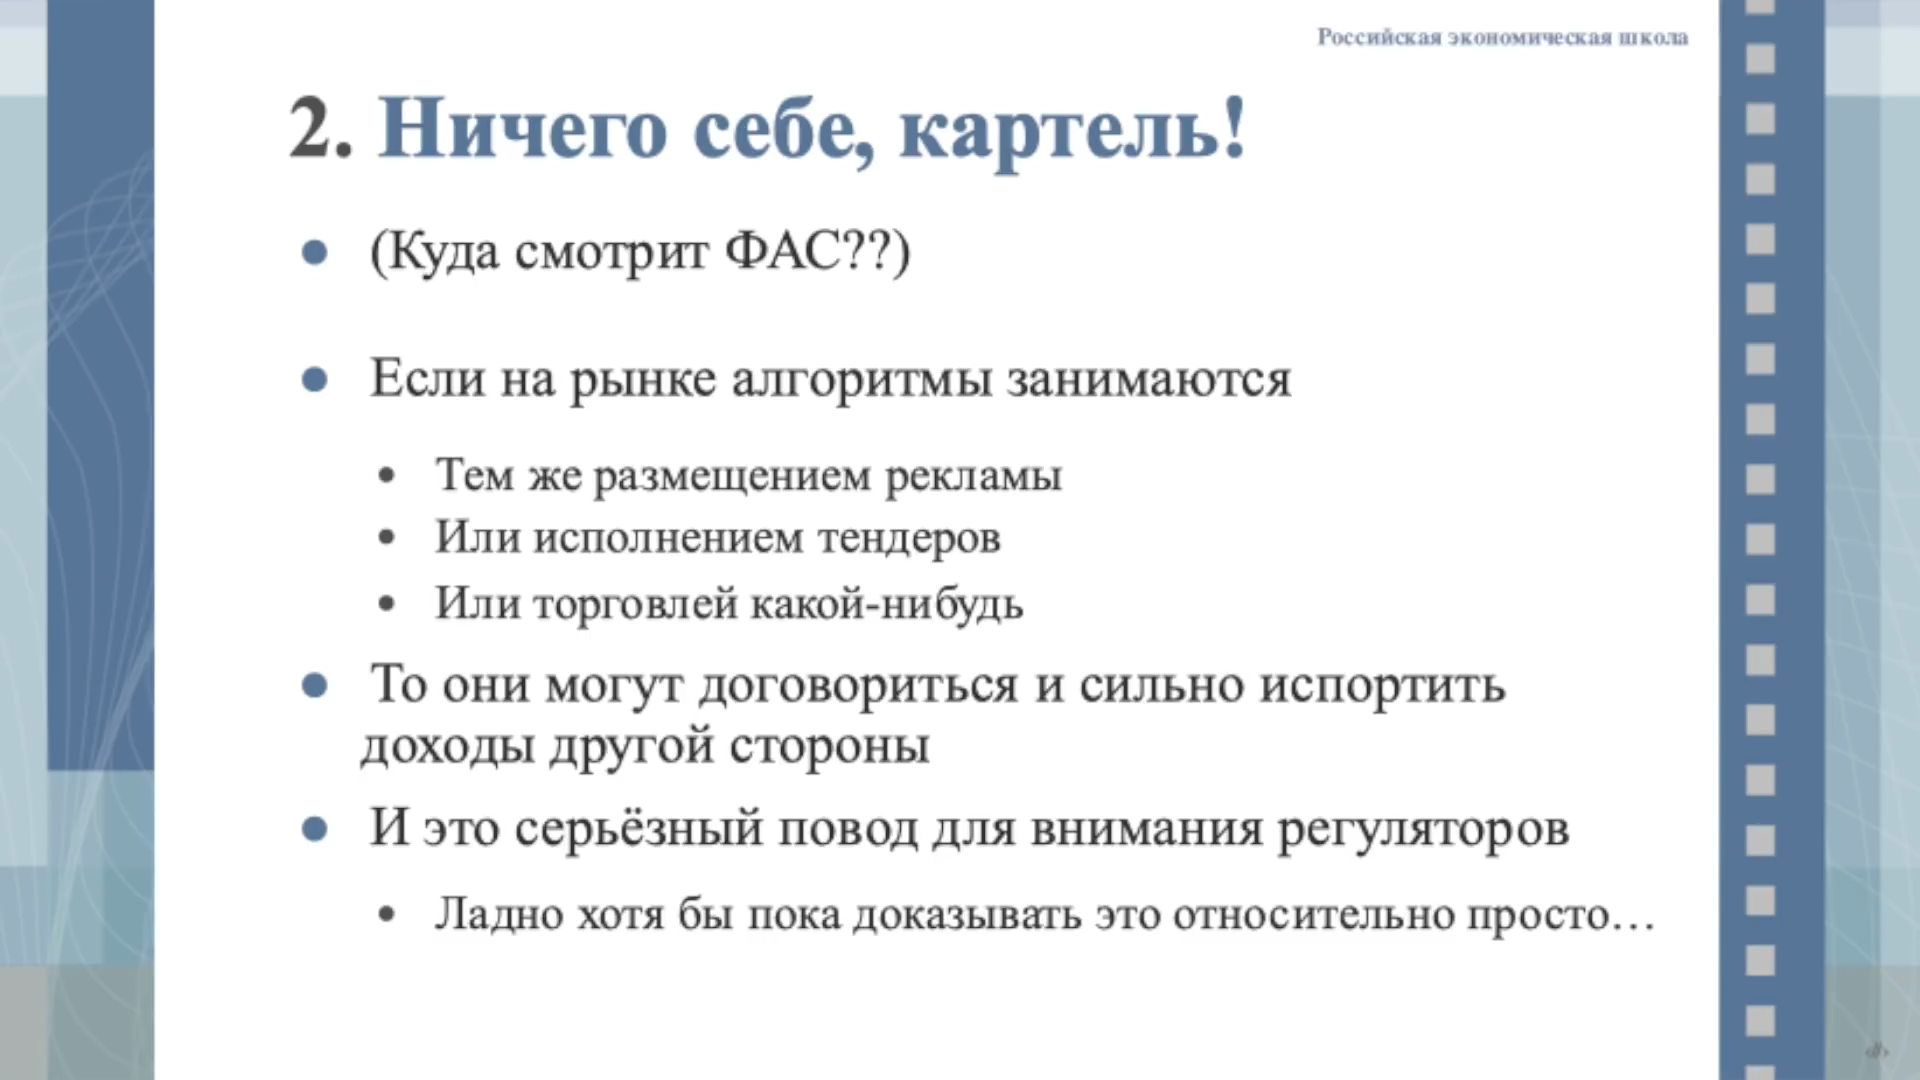 Российская экономическая школа
2. Ничего себе, картель!
● (Куда смотрит ФАС??)
● Если на рынке алгоритмы занимаются
• Тем же размещением рекламы
• Или исполнением тендеров
• Или торговлей какой-нибудь
● То они могут договориться и сильно испортить
доходы другой стороны
● И это серьёзный повод для внимания регуляторов
• Ладно хотя бы пока доказывать это относительно просто…
‹#›